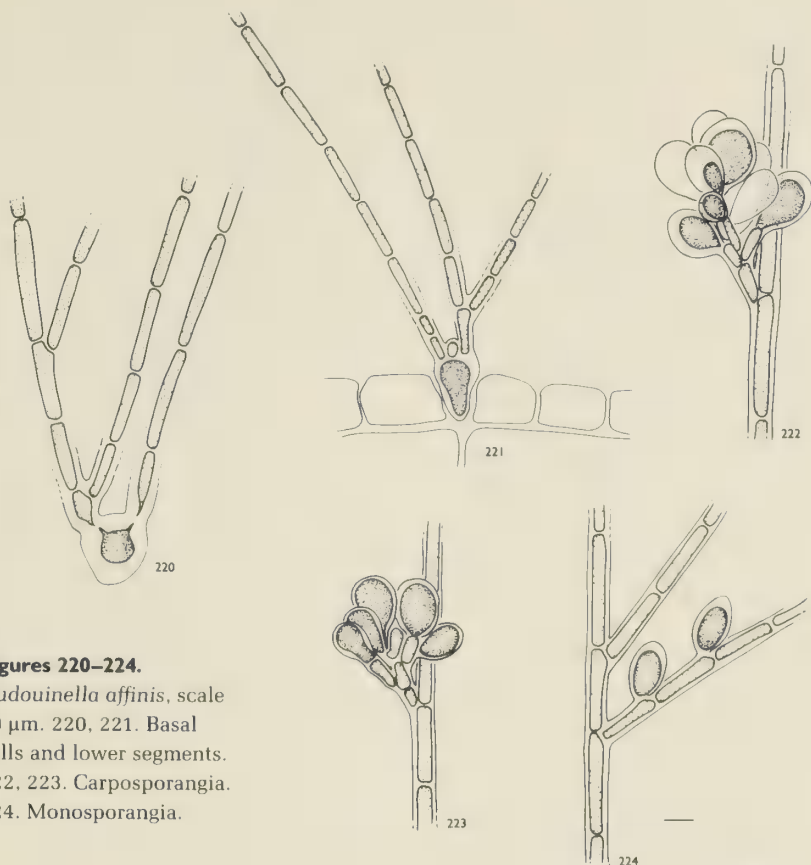 220
221
222
223
224
gures 220–224.
udouinella affinis, scale
μm. 220, 221. Basal
lls and lower segments.
22, 223. Carposporangia.
24. Monosporangia.